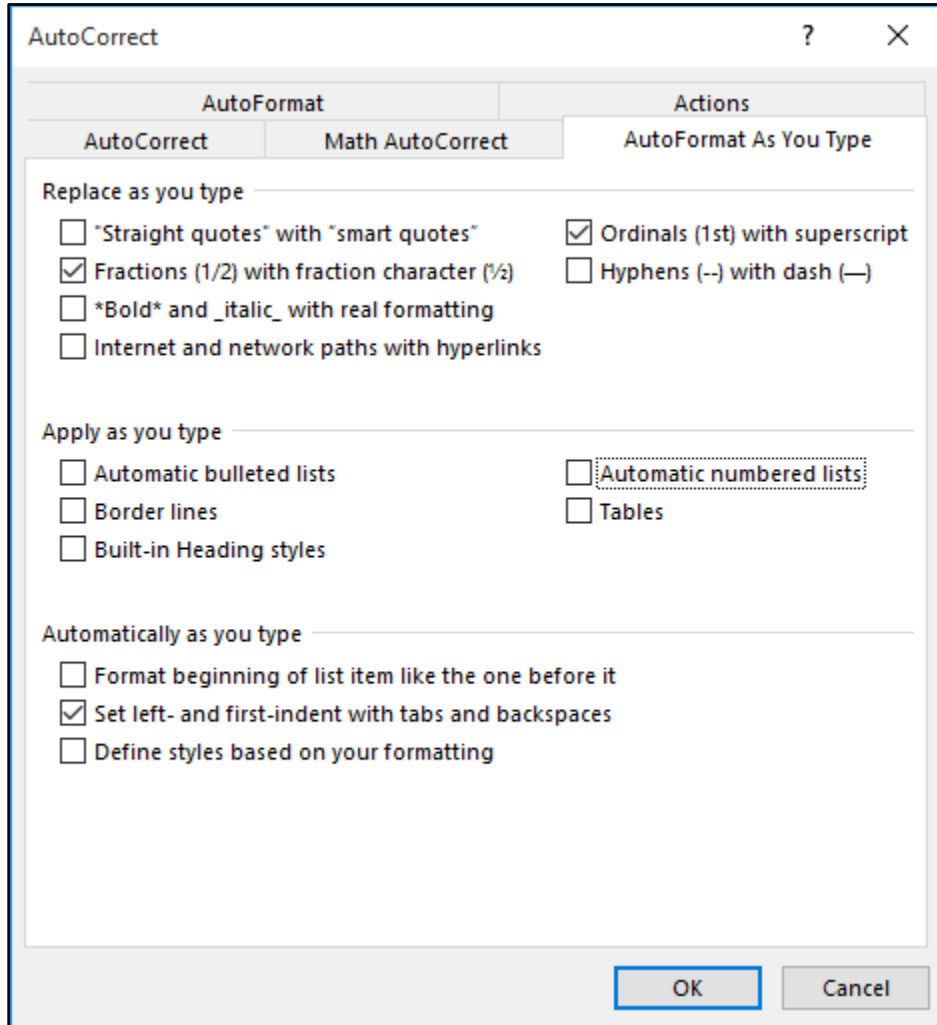 AutoCorrect ?
AutoFormat Actions
AutoCorrect Math AutoCorrect AutoFormat As You Type
Replace as you type
"Straight quotes" with “smart quotes” Ordinals (1st) with superscript
Fractions (1/2) with fraction character (½) Hyphens (--) with dash (—)
*Bold* and _italic_ with real formatting
Internet and network paths with hyperlinks
Apply as you type
Automatic bulleted lists Automatic numbered lists
Border lines Tables
Built-in Heading styles
Automatically as you type
Format beginning of list item like the one before it
Set left- and first-indent with tabs and backspaces
Define styles based on your formatting
OK Cancel